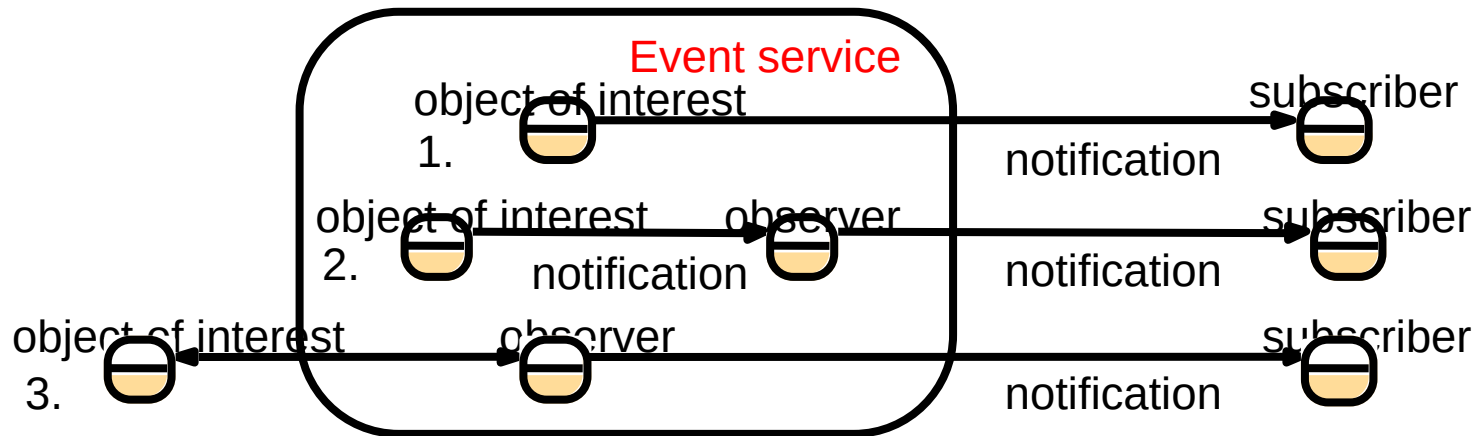 Event service
object of interest
subscriber
1.
notification
object of interest
observer
subscriber
2.
notification
notification
object of interest
observer
subscriber
3.
notification